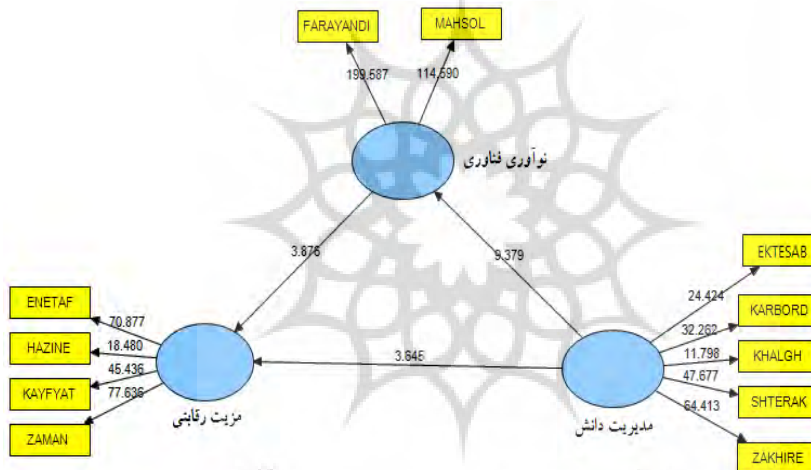 FARAYANDI
MAHSOL
199.687
114.590
نوآوری فناوری
3.876
9.379
EKTESAB
24.424
ENETAF
70.877
KARBORD
32.262
HAZINE
18.480
3.645
11.798
KHALGH
KAYFYAT
45.436
47.677
SHTERAK
77.636
64.413
ZAMAN
مزیت رقابتی
مدیریت دانش
ZAKHIRE